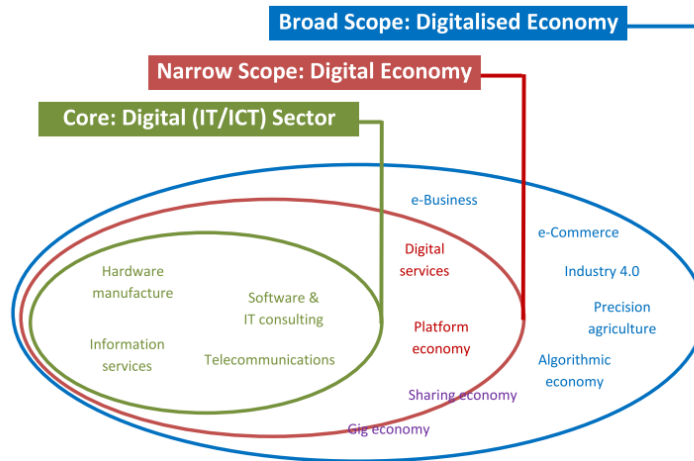 Broad Scope: Digitalised Economy
Narrow Scope: Digital Economy
Core: Digital (IT/ICT) Sector
e-Business
e-Commerce
Digital
services
Industry 4.0
Hardware
manufacture
Software &
IT consulting
Precision
agriculture
Platform
economy
Information
services
Telecommunications
Algorithmic
economy
Sharing economy
Gig economy